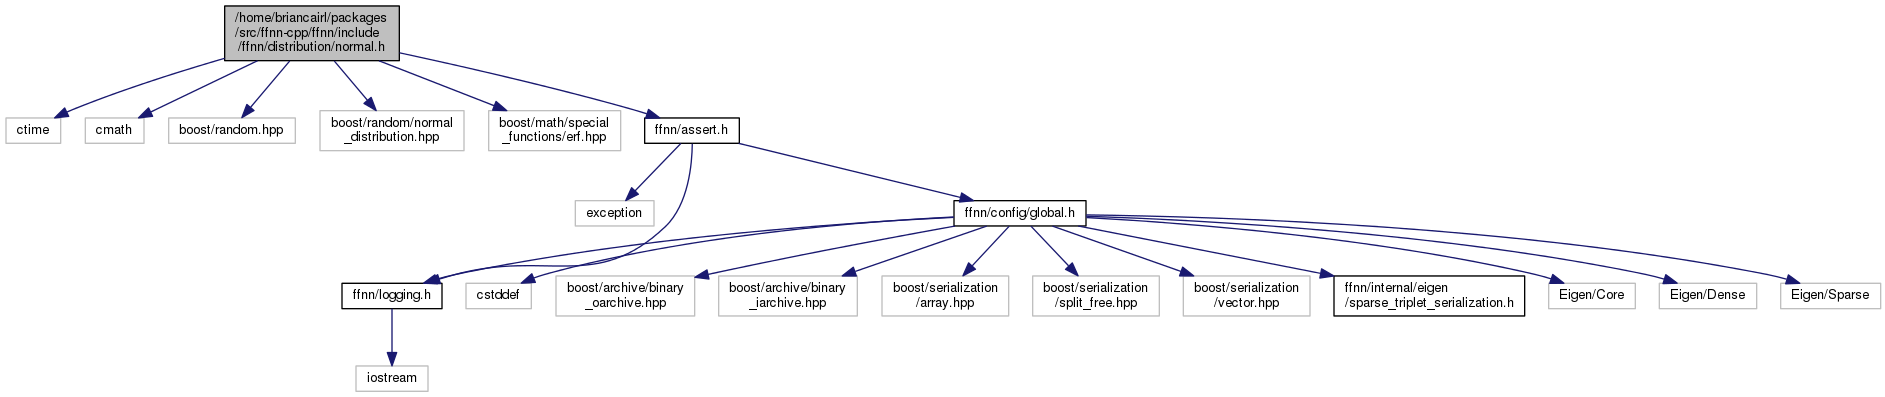 /home/briancairl/packages
/src/ffnn-cpp/ffnn/include
/ffnn/distribution/normal.h
ctime
cmath
boost/random.hpp
boost/random/normal
_distribution.hpp
boost/math/special
_functions/erf.hpp
ffnn/assert.h
exception
ffnn/config/global.h
ffnn/logging.h
cstddef
boost/archive/binary
_oarchive.hpp
boost/archive/binary
_iarchive.hpp
boost/serialization
/array.hpp
boost/serialization
/split_free.hpp
boost/serialization
/vector.hpp
ffnn/internal/eigen
/sparse_triplet_serialization.h
Eigen/Core
Eigen/Dense
Eigen/Sparse
iostream